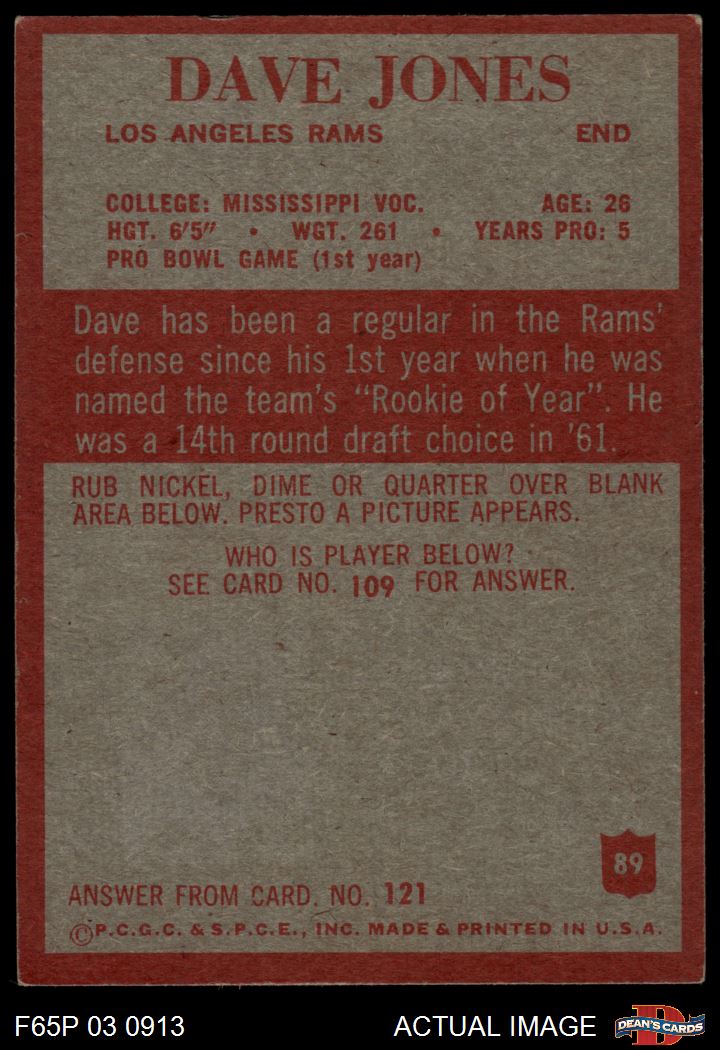 DAVE JONES
LOS ANGELES RAMS END
COLLEGE: MISSISSIPPI VOC. AGE: 26
HGT. 6'5" • WGT. 261 • YEARS PRO: 5
PRO BOWL GAME (1st year)
Dave has been a regular in the Rams'
defense since his 1st year when he was
named the team's "Rookie of Year". He
was a 14th round draft choice in '61.
RUB NICKEL, DIME OR QUARTER OVER BLANK
AREA BELOW. PRESTO A PICTURE APPEARS.
WHO IS PLAYER BELOW?
SEE CARD NO. 109 FOR ANSWER.
89
ANSWER FROM CARD. NO. 121
©P.C.G.C. & S.P.C.E., INC. MADE & PRINTED IN U.S.A.
F65P 03 0913 ACTUAL IMAGE DEAN'S CARDS